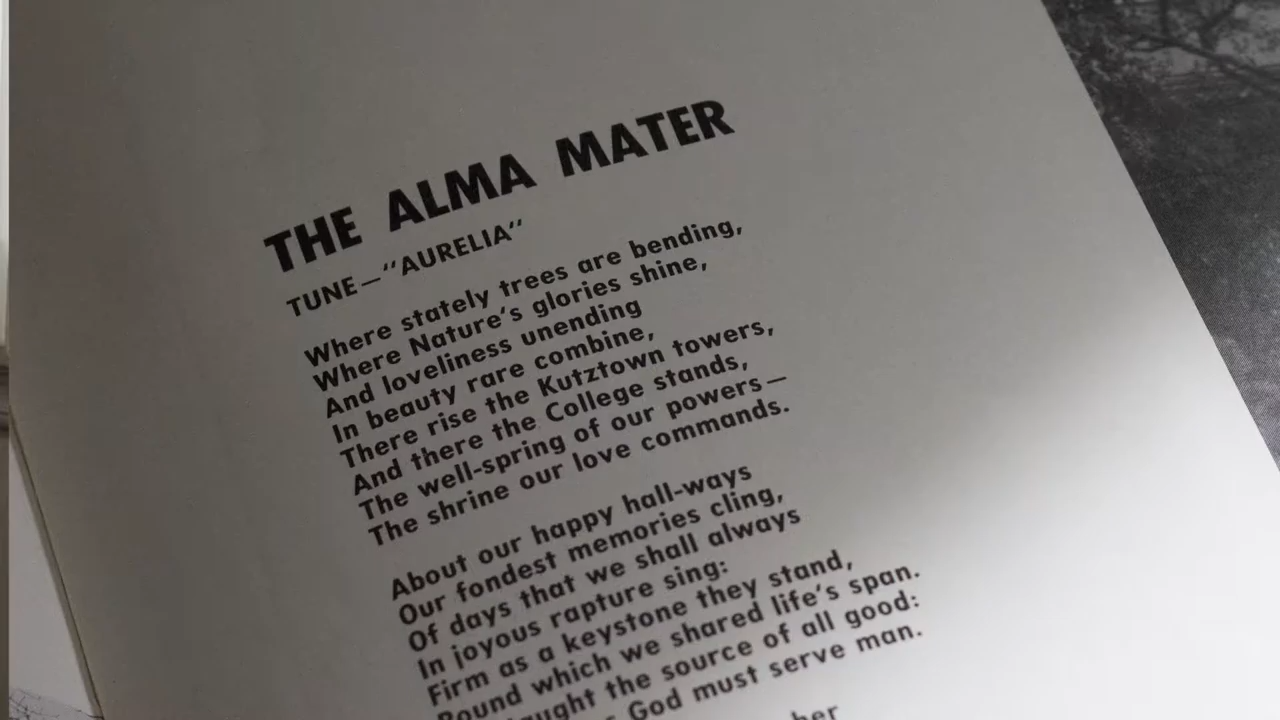 THE ALMA MATER
TUNE—"AURELIA"
Where stately trees are bending,
Where Nature's glories shine,
And loveliness unending
In beauty rare combine,
There rise the Kutztown towers,
And there the College stands,
The well-spring of our powers—
The shrine our love commands.
About our happy hall-ways
Our fondest memories cling,
Of days that we shall always
In joyous rapture sing:
Firm as a keystone they stand,
Round which we shared life's span.
the source of all good:
God must serve man.
her